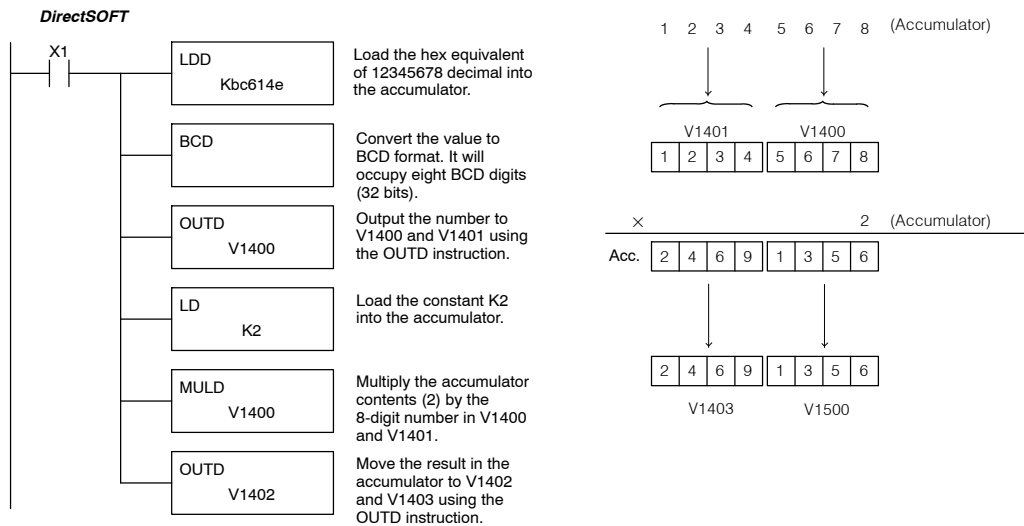 DirectSOFT
X1
LDD
Kbc614e
Load the hex equivalent
of 12345678 decimal into
the accumulator.
BCD
Convert the value to
BCD format. It will
occupy eight BCD digits
(32 bits).
OUTD
V1400
Output the number to
V1400 and V1401 using
the OUTD instruction.
LD
K2
Load the constant K2
into the accumulator.
MULD
V1400
Multiply the accumulator
contents (2) by the
8-digit number in V1400
and V1401.
OUTD
V1402
Move the result in the
accumulator to V1402
and V1403 using the
OUTD instruction.
1 2 3 4 5 6 7 8 (Accumulator)
V1401 V1400
1 2 3 4 5 6 7 8
× 2 (Accumulator)
Acc. 2 4 6 9 1 3 5 6
2 4 6 9 1 3 5 6
V1403 V1500